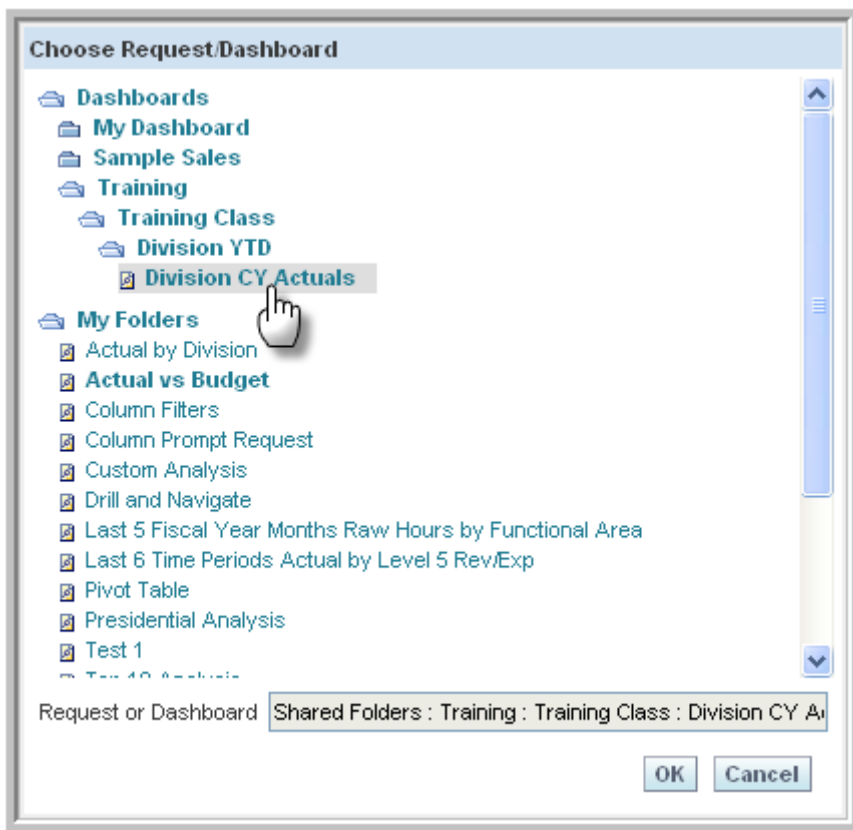 Choose Request/Dashboard
Dashboards
My Dashboard
Sample Sales
Training
Training Class
Division YTD
Division CY Actuals
My Folders
Actual by Division
Actual vs Budget
Column Filters
Column Prompt Request
Custom Analysis
Drill and Navigate
Last 5 Fiscal Year Months Raw Hours by Functional Area
Last 6 Time Periods Actual by Level 5 Rev/Exp
Pivot Table
Presidential Analysis
Test 1
Request or Dashboard Shared Folders : Training : Training Class : Division CY
OK Cancel